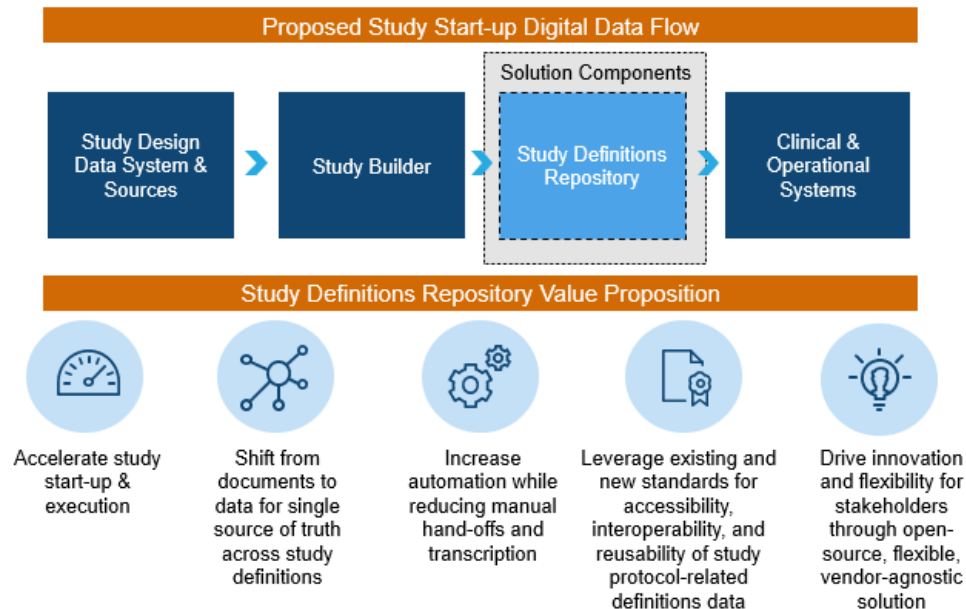 Proposed Study Start-up Digital Data Flow
Solution Components
Study Design
Data System &
Sources
Study Builder
Study Definitions
Repository
Clinical &
Operational
Systems
Study Definitions Repository Value Proposition
Accelerate study
start-up &
execution
Shift from
documents to
data for single
source of truth
across study
definitions
Increase
automation while
reducing manual
hand-offs and
transcription
Leverage existing and
new standards for
accessibility,
interoperability, and
reusability of study
protocol-related
definitions data
Drive innovation
and flexibility for
stakeholders
through open-
source, flexible,
vendor-agnostic
solution